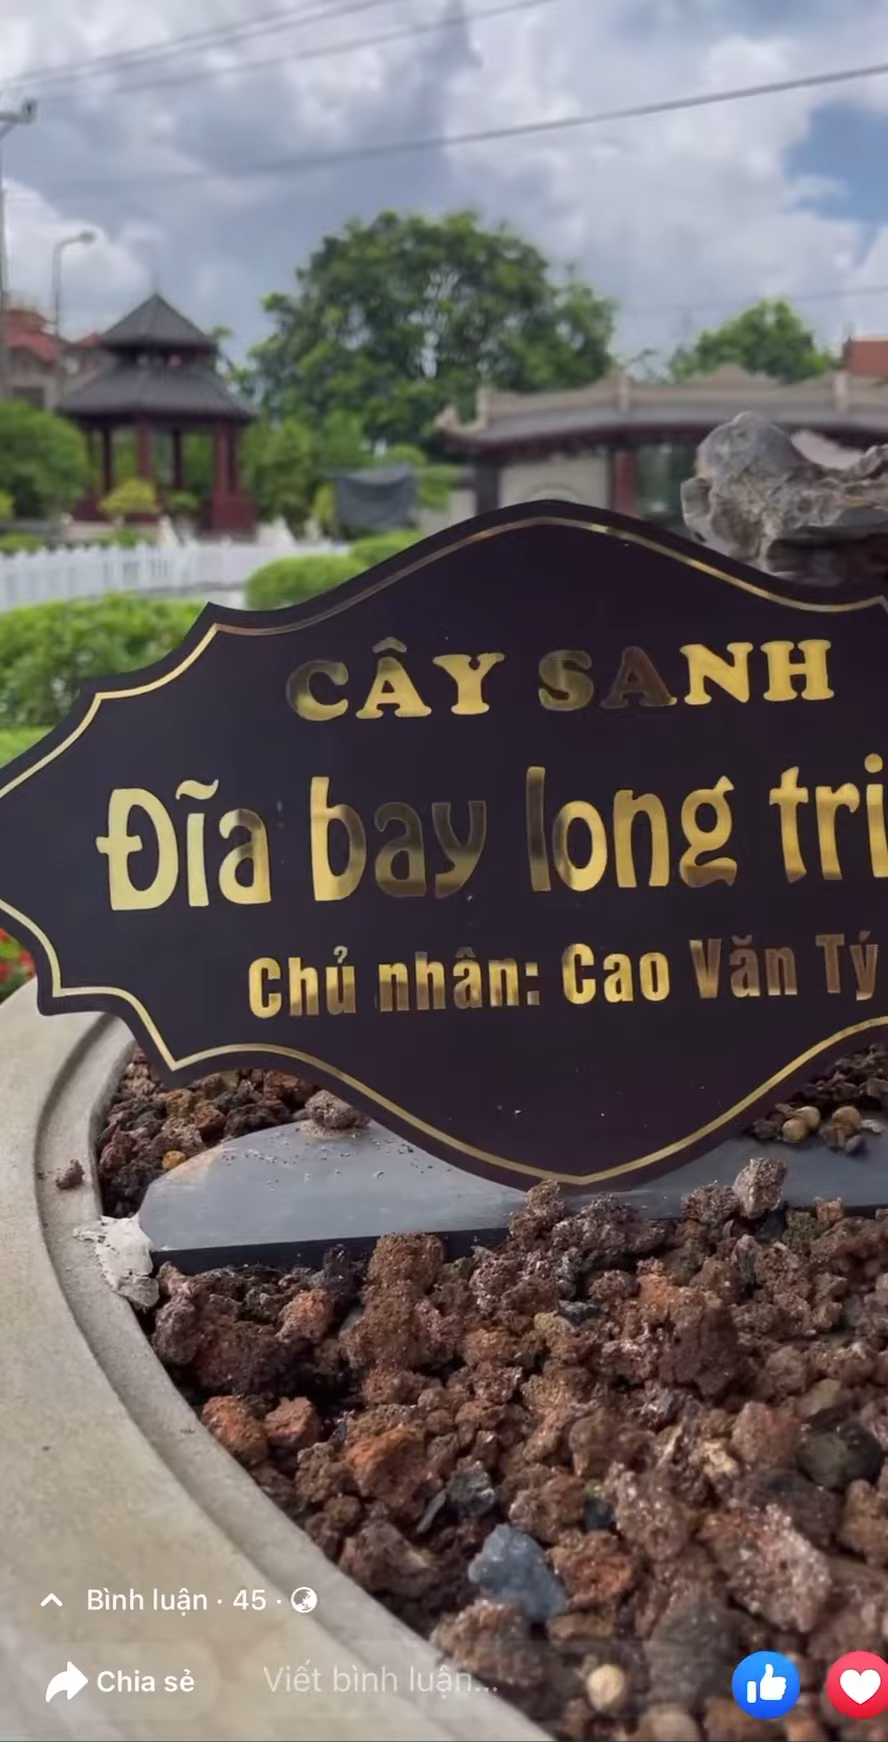 CÂY SANH
Đĩa bay long tri
Chủ nhân: Cao Văn Tý
Bình luận · 45 ·
Chia sẻ
Viết bình luận...